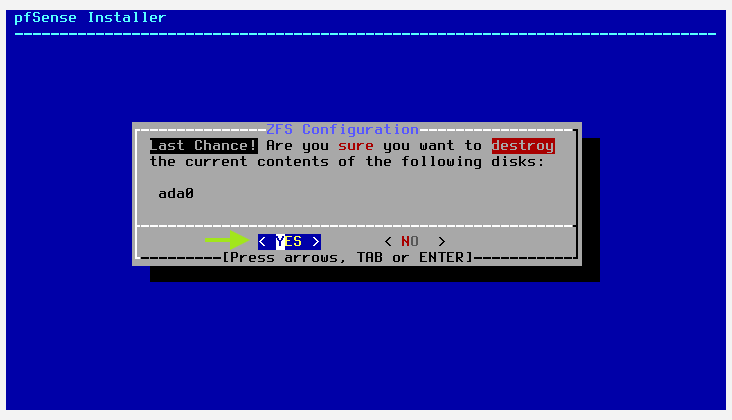 pfSense Installer
ZFS Configuration
Last Chance! Are you sure you want to destroy
the current contents of the following disks:
ada0
< YES > < NO >
[Press arrows, TAB or ENTER]